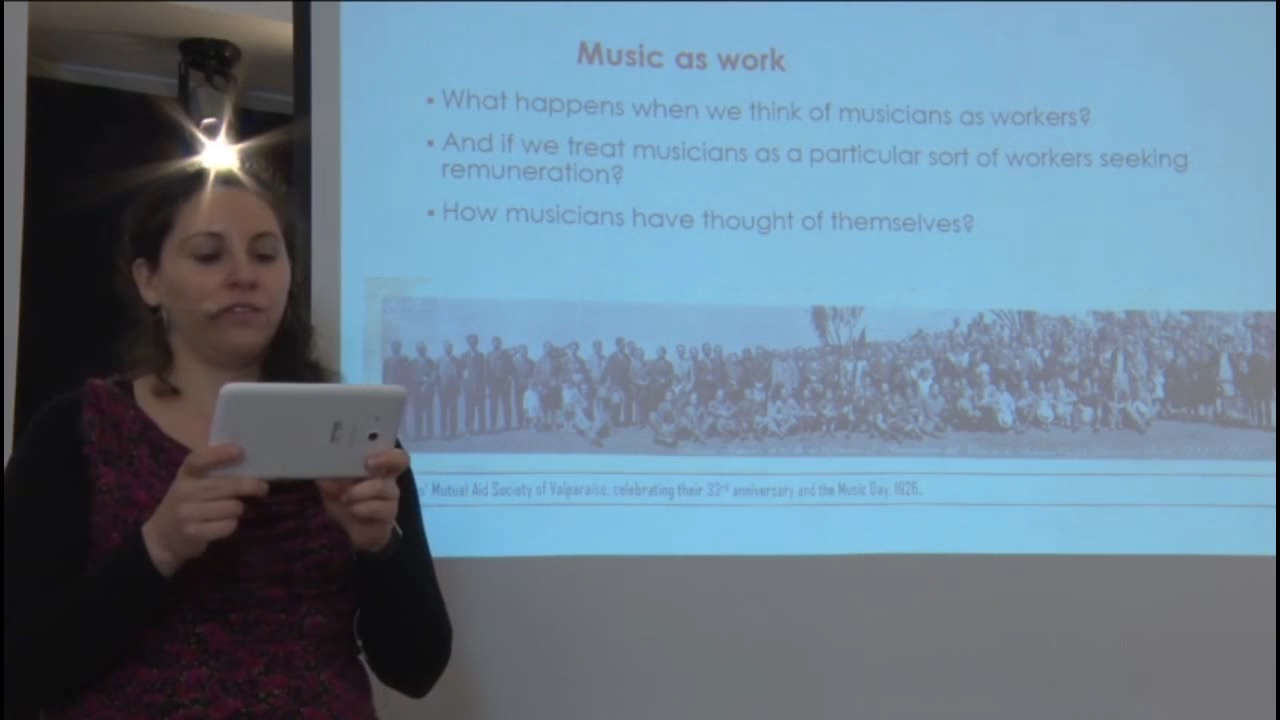 Music as work
▪ What happens when we think of musicians as workers?
▪ And if we treat musicians as a particular sort of workers seeking
remuneration?
▪ How musicians have thought of themselves?
Mutual Aid Society of Valparaiso, celebrating their 33rd anniversary and the Music Day, 1926.